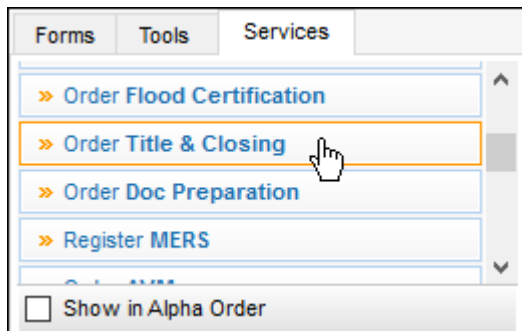 Forms Tools Services
» Order Flood Certification
» Order Title & Closing
» Order Doc Preparation
» Register MERS
Show in Alpha Order